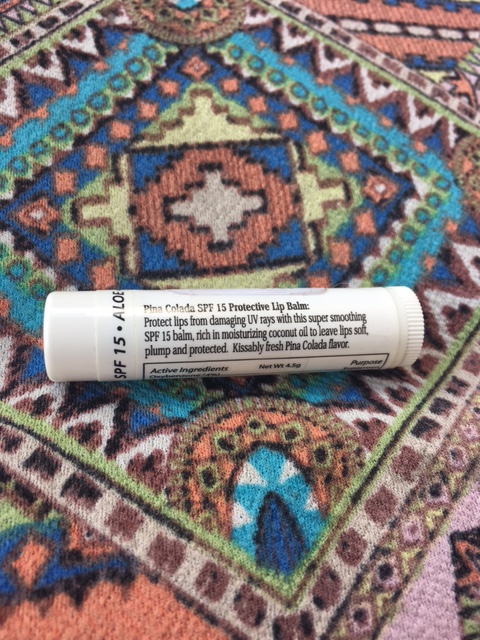 SPF 15 • ALOE
Pina Colada SPF 15 Protective Lip Balm:
Protect lips from damaging UV rays with this super smoothing
SPF 15 balm, rich in moisturizing coconut oil to leave lips soft,
plump and protected. Kissably fresh Pina Colada flavor.
Active Ingredients Net Wt 4.5g Purpose